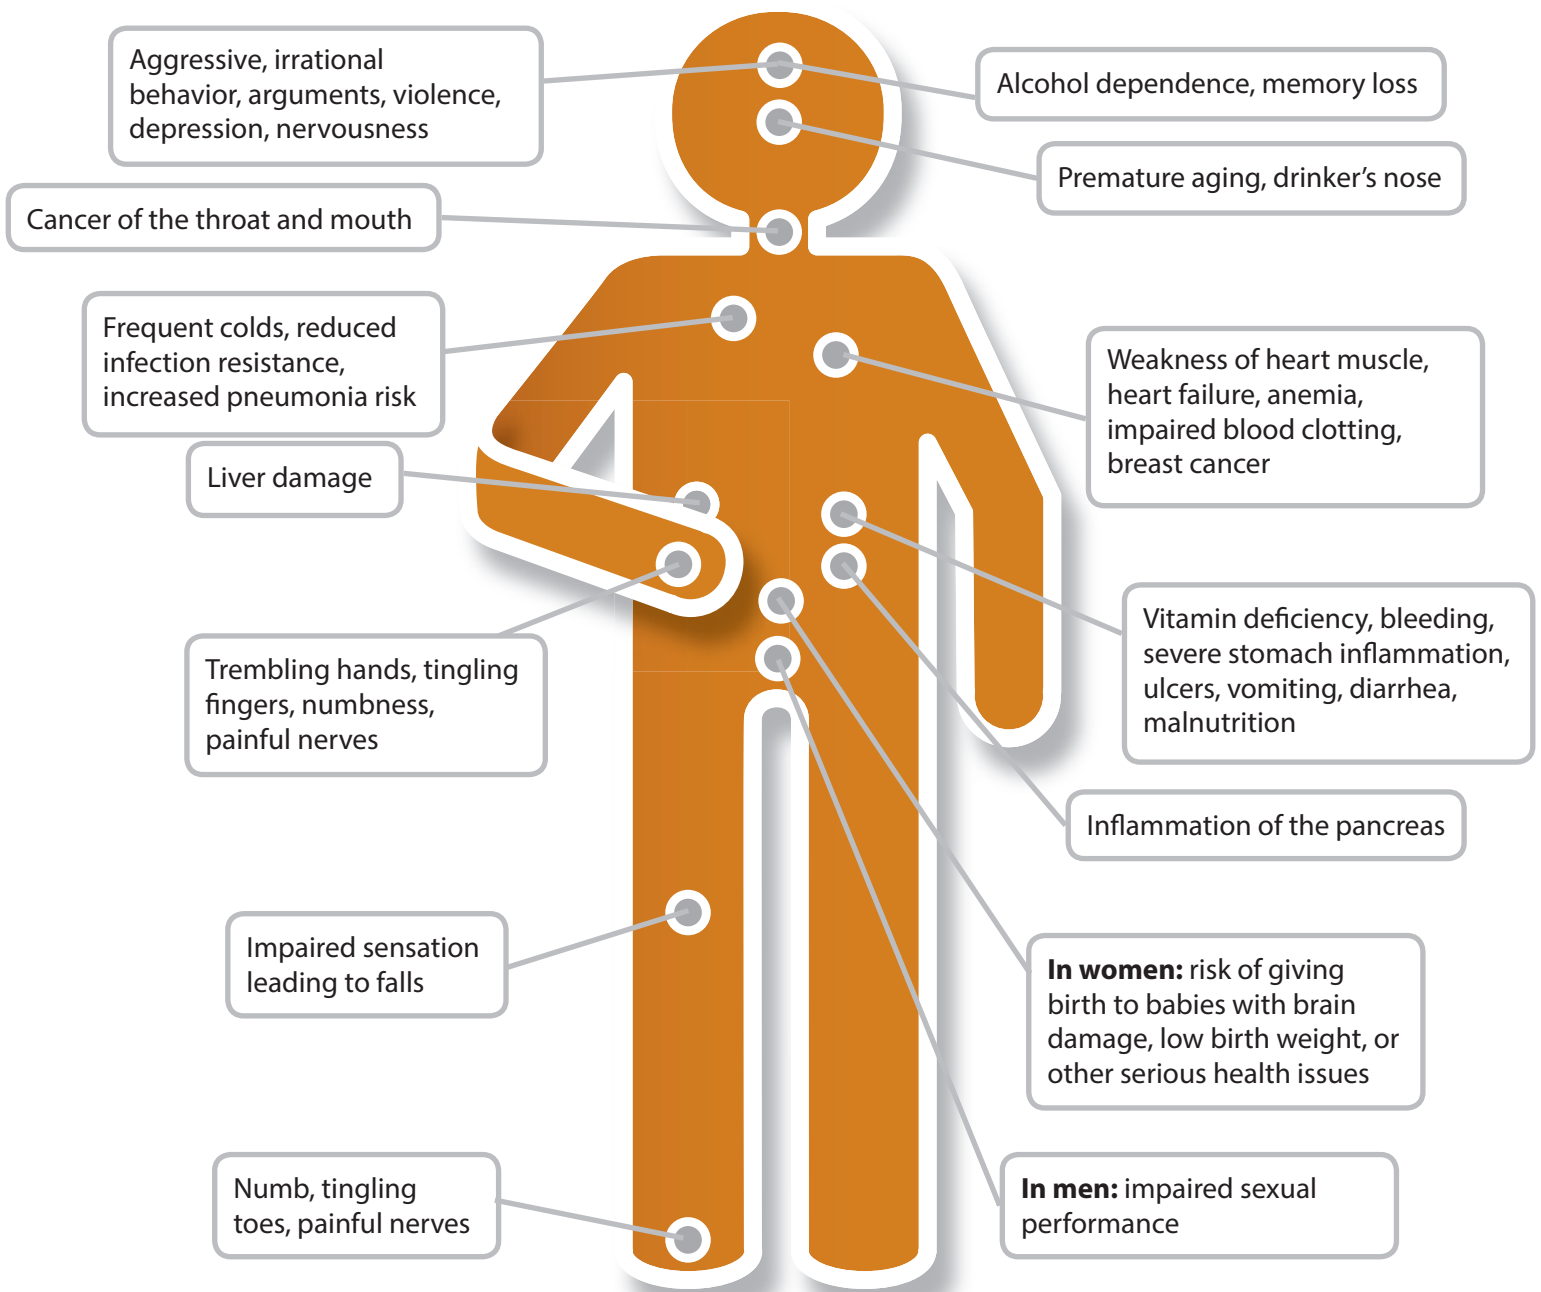 Aggressive, irrational
behavior, arguments, violence,
depression, nervousness
Alcohol dependence, memory loss
Premature aging, drinker's nose
Cancer of the throat and mouth
Frequent colds, reduced
infection resistance,
increased pneumonia risk
Weakness of heart muscle,
heart failure, anemia,
impaired blood clotting,
breast cancer
Liver damage
Vitamin deficiency, bleeding,
severe stomach inflammation,
ulcers, vomiting, diarrhea,
malnutrition
Trembling hands, tingling
fingers, numbness,
painful nerves
Inflammation of the pancreas
Impaired sensation
leading to falls
In women: risk of giving
birth to babies with brain
damage, low birth weight, or
other serious health issues
Numb, tingling
toes, painful nerves
In men: impaired sexual
performance